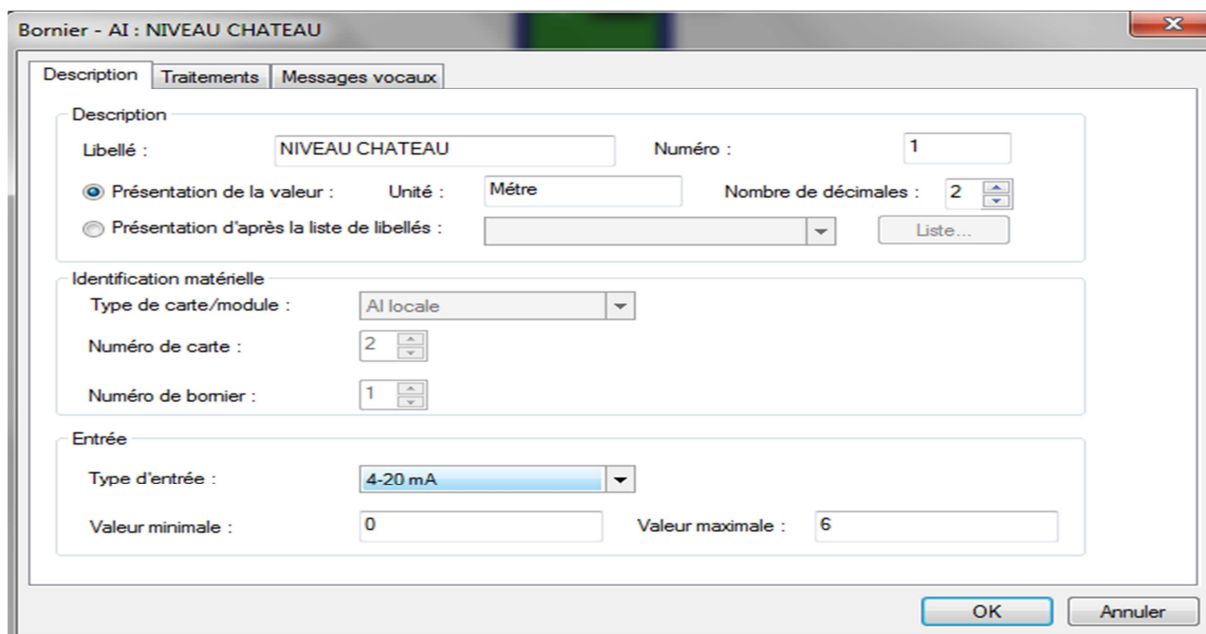 Bornier - AI : NIVEAU CHATEAU
Description Traitements Messages vocaux
Description
Libellé : NIVEAU CHATEAU Numéro : 1
Présentation de la valeur : Unité : Métre Nombre de décimales : 2
Présentation d'après la liste de libellés : Liste...
Identification matérielle
Type de carte/module : AI locale
Numéro de carte : 2
Numéro de bornier : 1
Entrée
Type d'entrée : 4-20 mA
Valeur minimale : 0 Valeur maximale : 6
OK Annuler